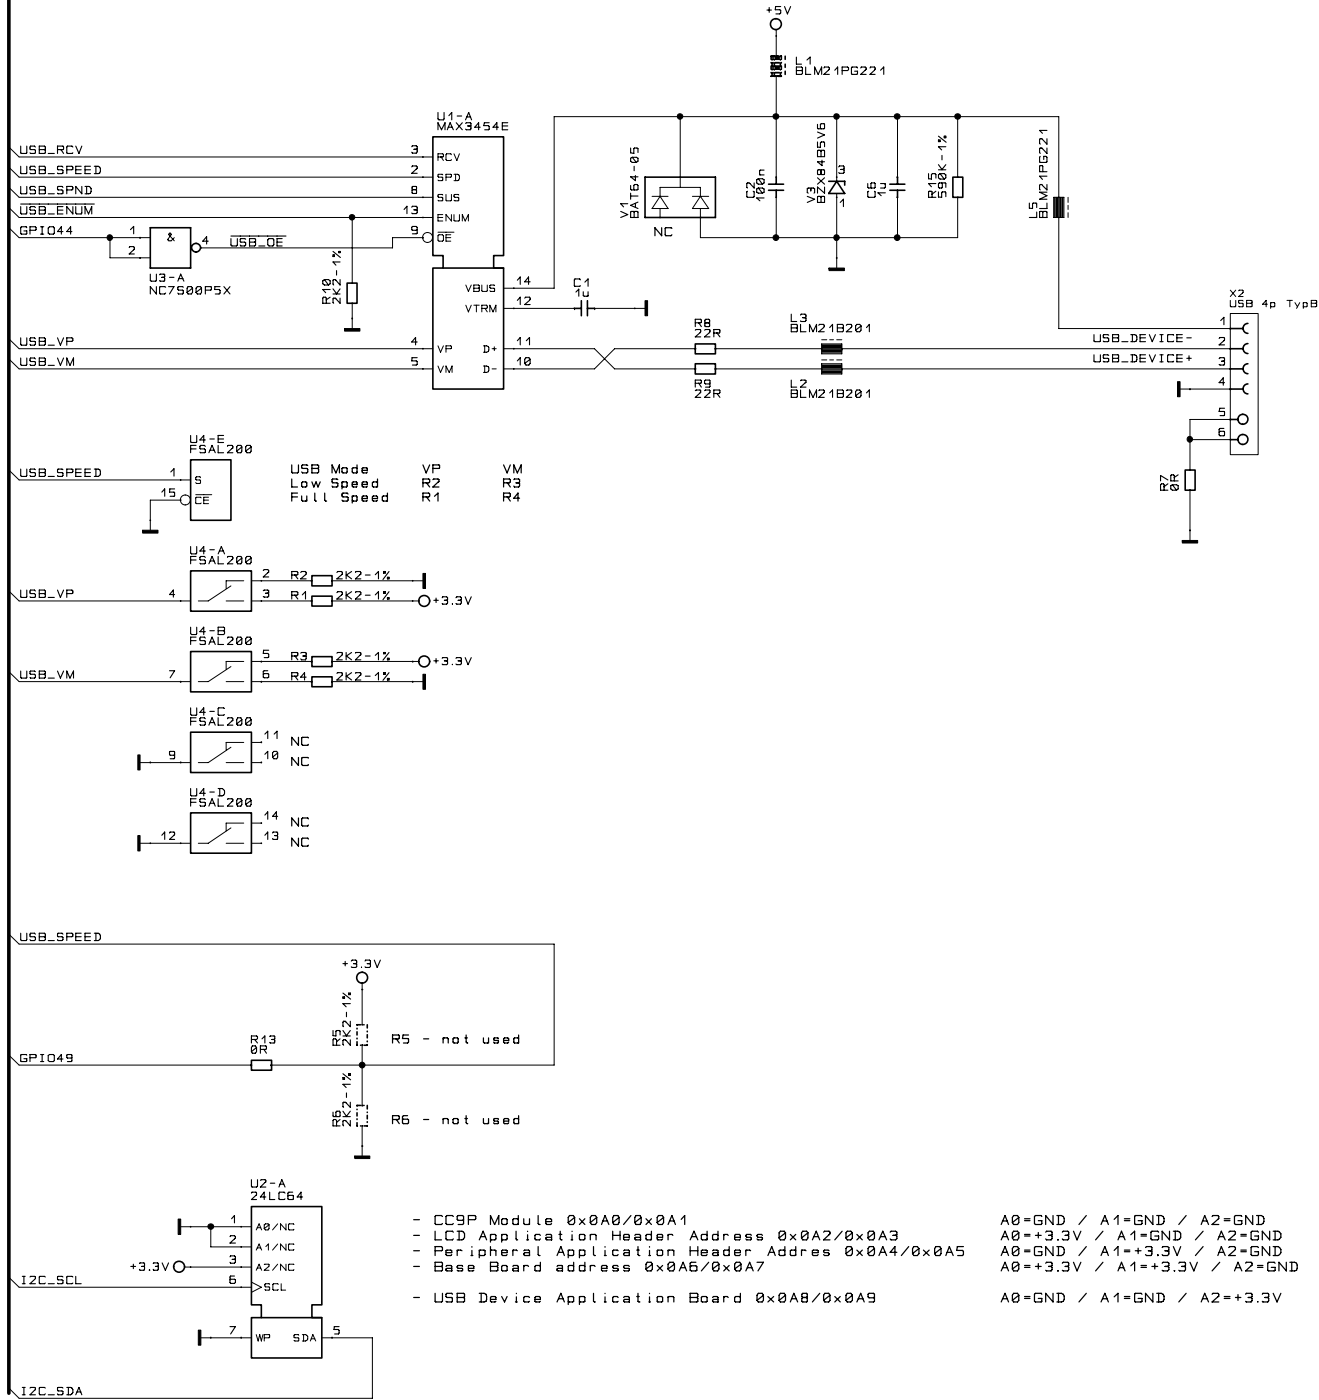 +5V
L1
BLM21PG221
U1-A
MAX3454E
USB_RCV 3 RCV
USB_SPEED 2 SPD
USB_SPND 8 SUS
USB_ENUM 13 ENUM
GPIO44 1 & 4 USB_OE 9 OE
2
U3-A
NC7S00P5X
R10
2K2-1%
V1
BAT64-05
NC
C2
100n
V3
BZX84B5V6
3
1
C6
1u
R15
590K-1%
L5
BLM21PG221
VBUS 14
VTRM 12
C1
1u
USB_VP 4 VP D+ 11
USB_VM 5 VM D- 10
R8
22R
R9
22R
L3
BLM21B201
L2
BLM21B201
X2
USB 4p TypB
1
USB_DEVICE- 2
USB_DEVICE+ 3
4
5
6
R7
0R
U4-E
FSAL200
USB_SPEED 1 S
15 CE
USB Mode VP VM
Low Speed R2 R3
Full Speed R1 R4
U4-A
FSAL200
2 R2 2K2-1%
USB_VP 4 3 R1 2K2-1% +3.3V
U4-B
FSAL200
5 R3 2K2-1% +3.3V
USB_VM 7 6 R4 2K2-1%
U4-C
FSAL200
11 NC
9 10 NC
U4-D
FSAL200
14 NC
12 13 NC
USB_SPEED
+3.3V
R5
2K2-1%
R5 - not used
GPIO49
R13
0R
R6
2K2-1%
R6 - not used
U2-A
24LC64
1 A0/NC
2 A1/NC
+3.3V 3 A2/NC
I2C_SCL 6 SCL
7 WP SDA 5
I2C_SDA
- CC9P Module 0x0A0/0x0A1 A0=GND / A1=GND / A2=GND
- LCD Application Header Address 0x0A2/0x0A3 A0=+3.3V / A1=GND / A2=GND
- Peripheral Application Header Addres 0x0A4/0x0A5 A0=GND / A1=+3.3V / A2=GND
- Base Board address 0x0A6/0x0A7 A0=+3.3V / A1=+3.3V / A2=GND
- USB Device Application Board 0x0A8/0x0A9 A0=GND / A1=GND / A2=+3.3V